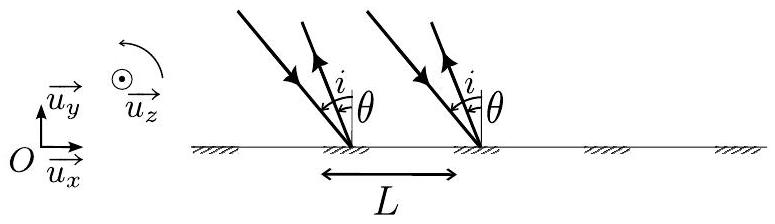 i θ i θ
u_y
u_z
O
u_x
L